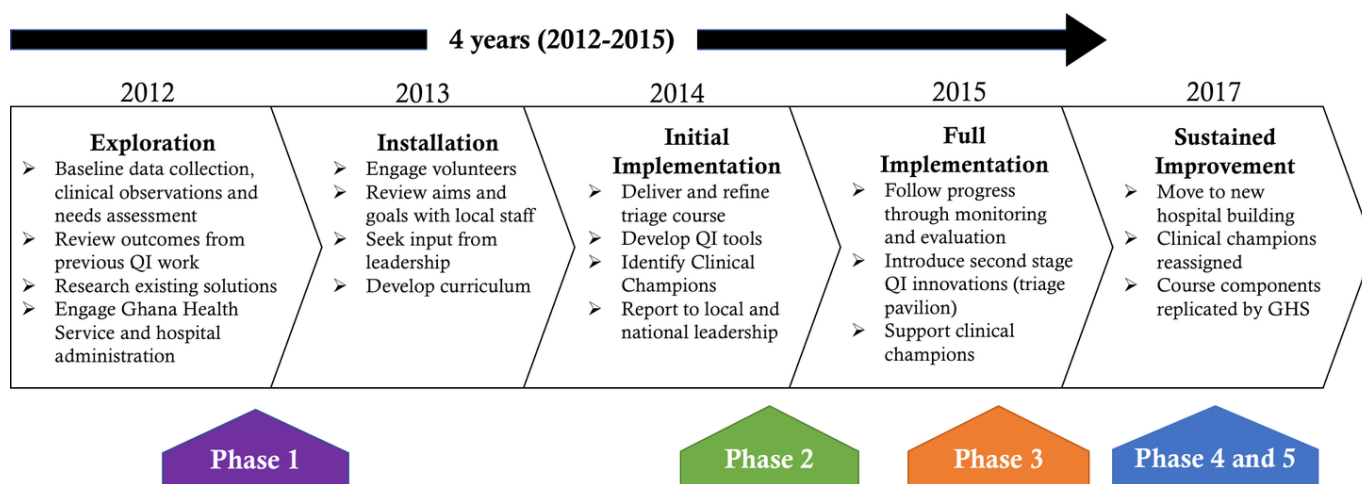 4 years (2012-2015)
2012
Exploration
➢ Baseline data collection,
clinical observations and
needs assessment
➢ Review outcomes from
previous QI work
➢ Research existing solutions
➢ Engage Ghana Health
Service and hospital
administration
2013
Installation
➢ Engage volunteers
➢ Review aims and
goals with local staff
➢ Seek input from
leadership
➢ Develop curriculum
2014
Initial
Implementation
➢ Deliver and refine
triage course
➢ Develop QI tools
➢ Identify Clinical
Champions
➢ Report to local and
national leadership
2015
Full
Implementation
➢ Follow progress
through monitoring
and evaluation
➢ Introduce second stage
QI innovations (triage
pavilion)
➢ Support clinical
champions
2017
Sustained
Improvement
➢ Move to new
hospital building
➢ Clinical champions
reassigned
➢ Course components
replicated by GHS
Phase 1
Phase 2
Phase 3
Phase 4 and 5